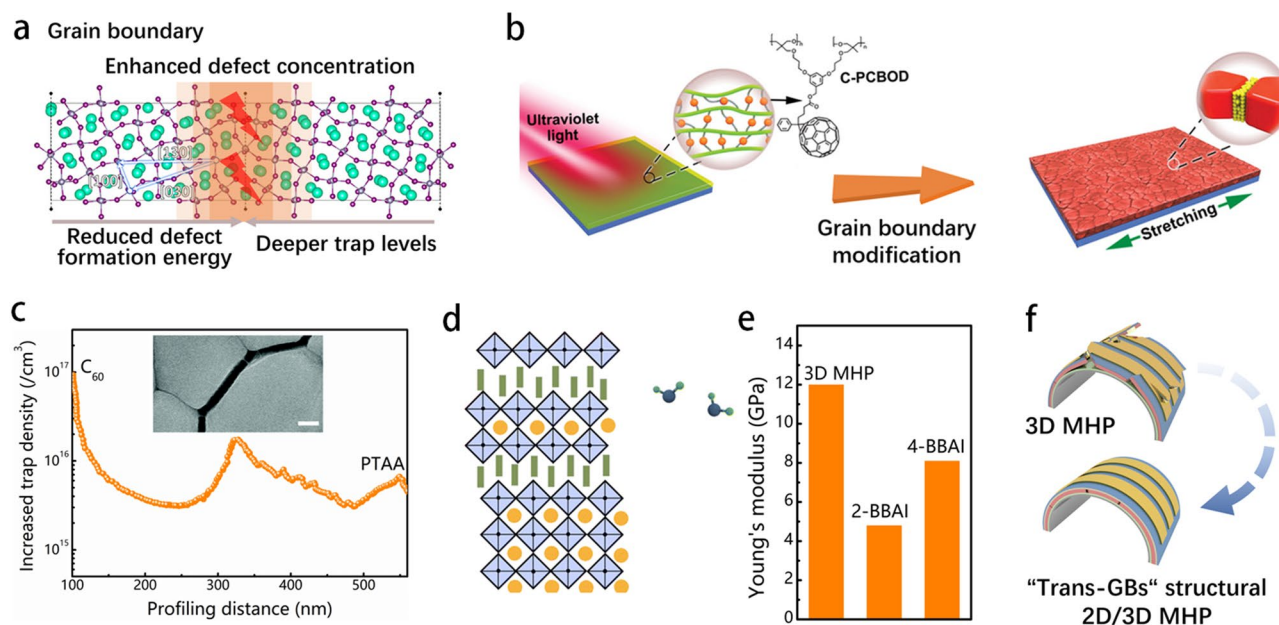 a
Grain boundary
Enhanced defect concentration
[130]
[100]
[030]
Reduced defect
formation energy
Deeper trap levels
b
C-PCBOD
Ultraviolet
light
Grain boundary
modification
Stretching
c
Increased trap density (/cm³)
10¹⁷
10¹⁶
10¹⁵
C₆₀
PTAA
100
200
300
400
500
Profiling distance (nm)
d
e
Young's modulus (GPa)
14
12
10
8
6
4
2
0
3D MHP
2-BBAI
4-BBAI
f
3D MHP
“Trans-GBs“ structural
2D/3D MHP